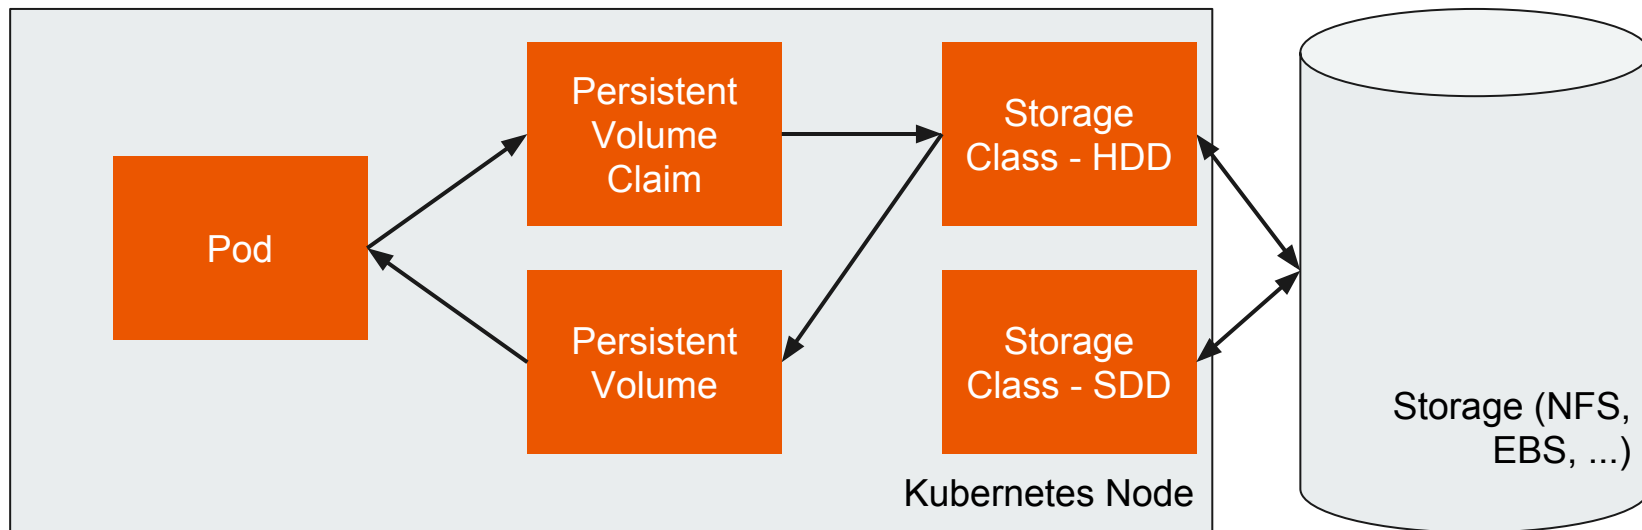 Pod
Persistent
Volume
Claim
Persistent
Volume
Storage
Class - HDD
Storage
Class - SDD
Kubernetes Node
Storage (NFS,
EBS, ...)